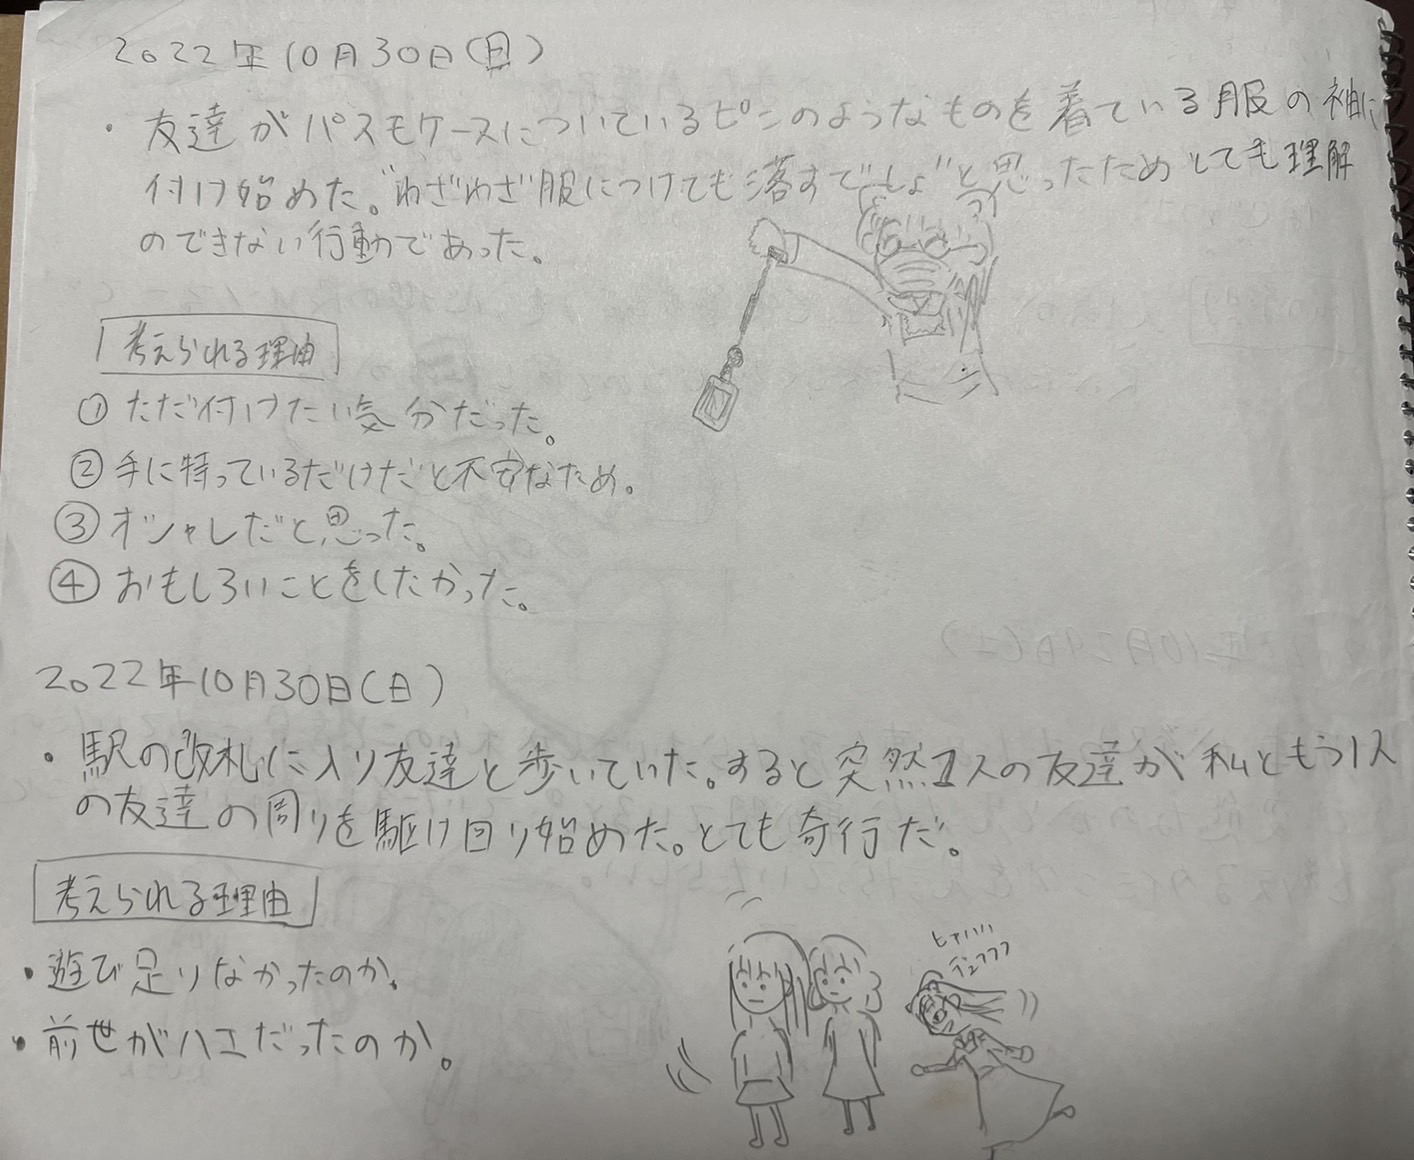 2022年10月30日(日)
・友達がパスモケースについているピンのようなものを着ている服の袖に
付け始めた。"わざわざ服につけても落すでしょ"と思ったためとても理解
のできない行動であった。
考えられる理由
① ただ付けたい気分だった。
② 手に持っているだけだと不安なため。
③ オシャレだと思った。
④ おもしろいことをしたかった。
2022年10月30日(日)
・駅の改札に入り友達と歩いていた。すると突然1人の友達が私ともう1人
の友達の周りを駆け回り始めた。とても奇行だ。
考えられる理由
・遊び足りなかったのか。
・前世がハエだったのか。
デュフフフ